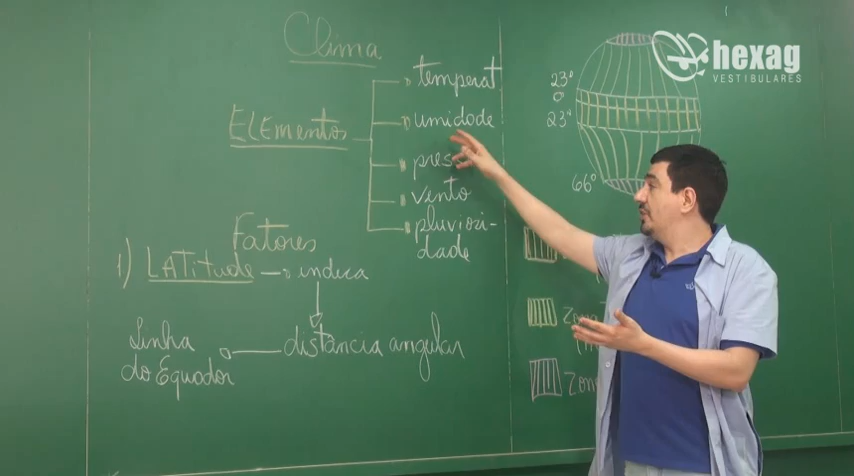 Clima
temperat
Elementos
umidade
press
vento
pluviozi-
dade
Fatores
1) Latitude indica
Linha
do Equador
distância angular
23°
0°
23°
66°
Zona
Zona
hexag
VESTIBULARES